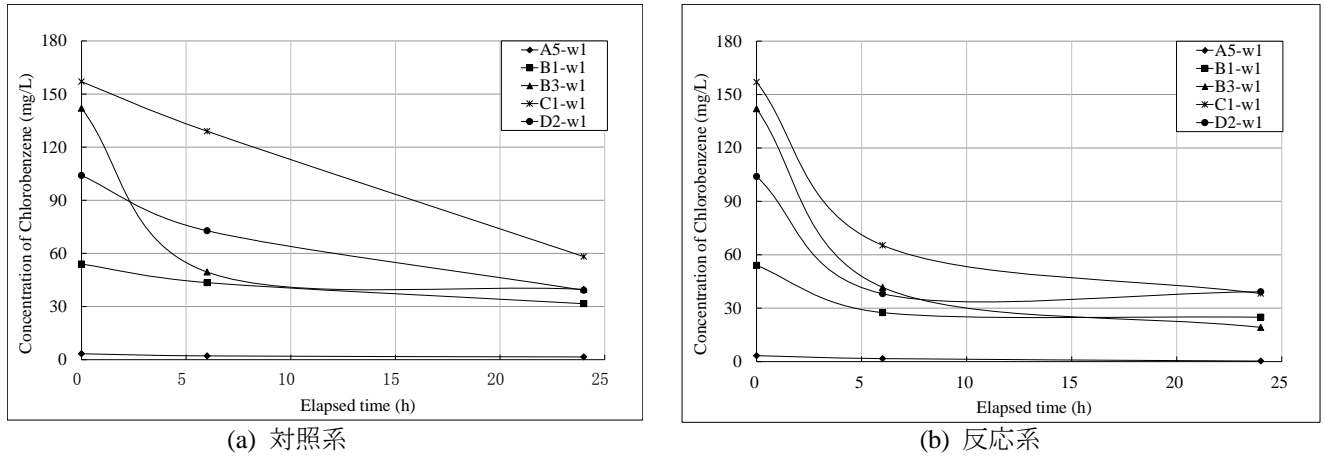 Concentration of Chlorobenzene (mg/L)
180
150
120
90
60
30
0
0 5 10 15 20 25
Elapsed time (h)
A5-w1
B1-w1
B3-w1
C1-w1
D2-w1
(a) 対照系
Concentration of Chlorobenzene (mg/L)
180
150
120
90
60
30
0
0 5 10 15 20 25
Elapsed time (h)
A5-w1
B1-w1
B3-w1
C1-w1
D2-w1
(b) 反応系